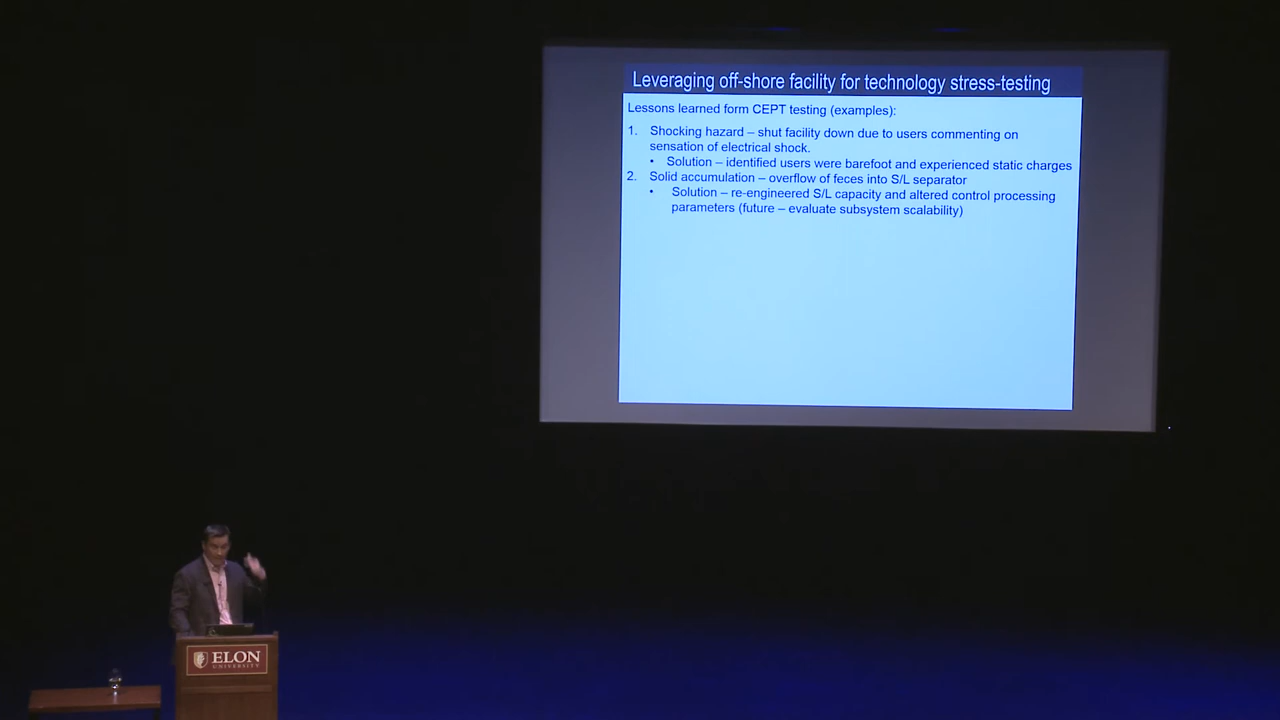 Leveraging off-shore facility for technology stress-testing
Lessons learned form CEPT testing (examples):
1. Shocking hazard – shut facility down due to users commenting on
sensation of electrical shock.
• Solution – identified users were barefoot and experienced static charges
2. Solid accumulation – overflow of feces into S/L separator
• Solution – re-engineered S/L capacity and altered control processing
parameters (future – evaluate subsystem scalability)
ELON
UNIVERSITY